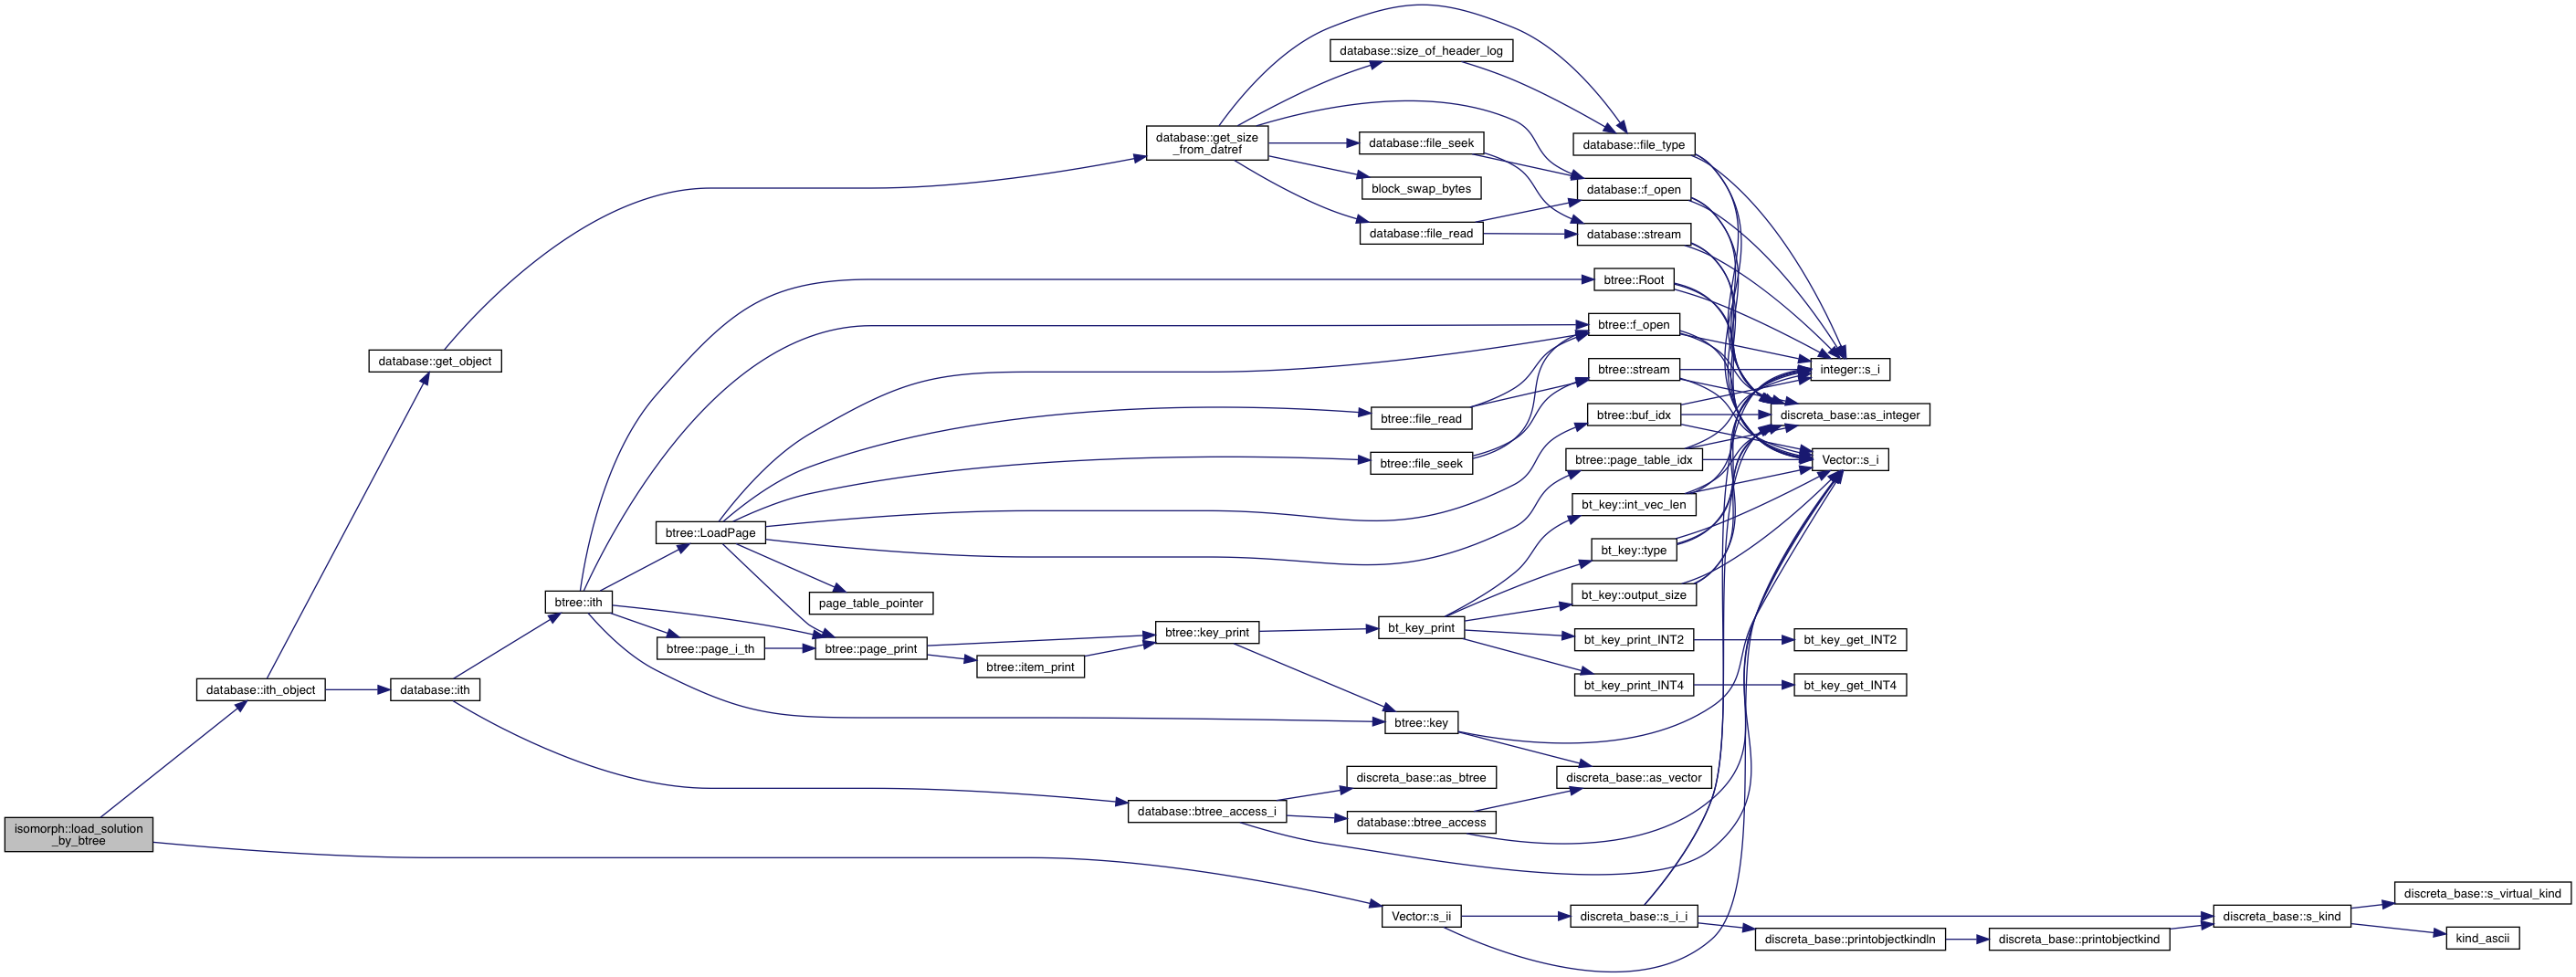 isomorph::load_solution
_by_btree
database::ith_object
database::get_object
database::ith
btree::ith
btree::LoadPage
btree::page_i_th
page_table_pointer
btree::page_print
btree::item_print
database::get_size
_from_datref
btree::key_print
database::btree_access_i
database::size_of_header_log
database::file_seek
block_swap_bytes
database::file_read
btree::file_read
btree::file_seek
bt_key_print
btree::key
discreta_base::as_btree
database::btree_access
Vector::s_ii
database::file_type
database::f_open
database::stream
btree::Root
btree::f_open
btree::stream
btree::buf_idx
btree::page_table_idx
bt_key::int_vec_len
bt_key::type
bt_key::output_size
bt_key_print_INT2
bt_key_print_INT4
discreta_base::as_vector
discreta_base::s_i_i
integer::s_i
discreta_base::as_integer
Vector::s_i
bt_key_get_INT2
bt_key_get_INT4
discreta_base::printobjectkindln
discreta_base::printobjectkind
discreta_base::s_kind
discreta_base::s_virtual_kind
kind_ascii